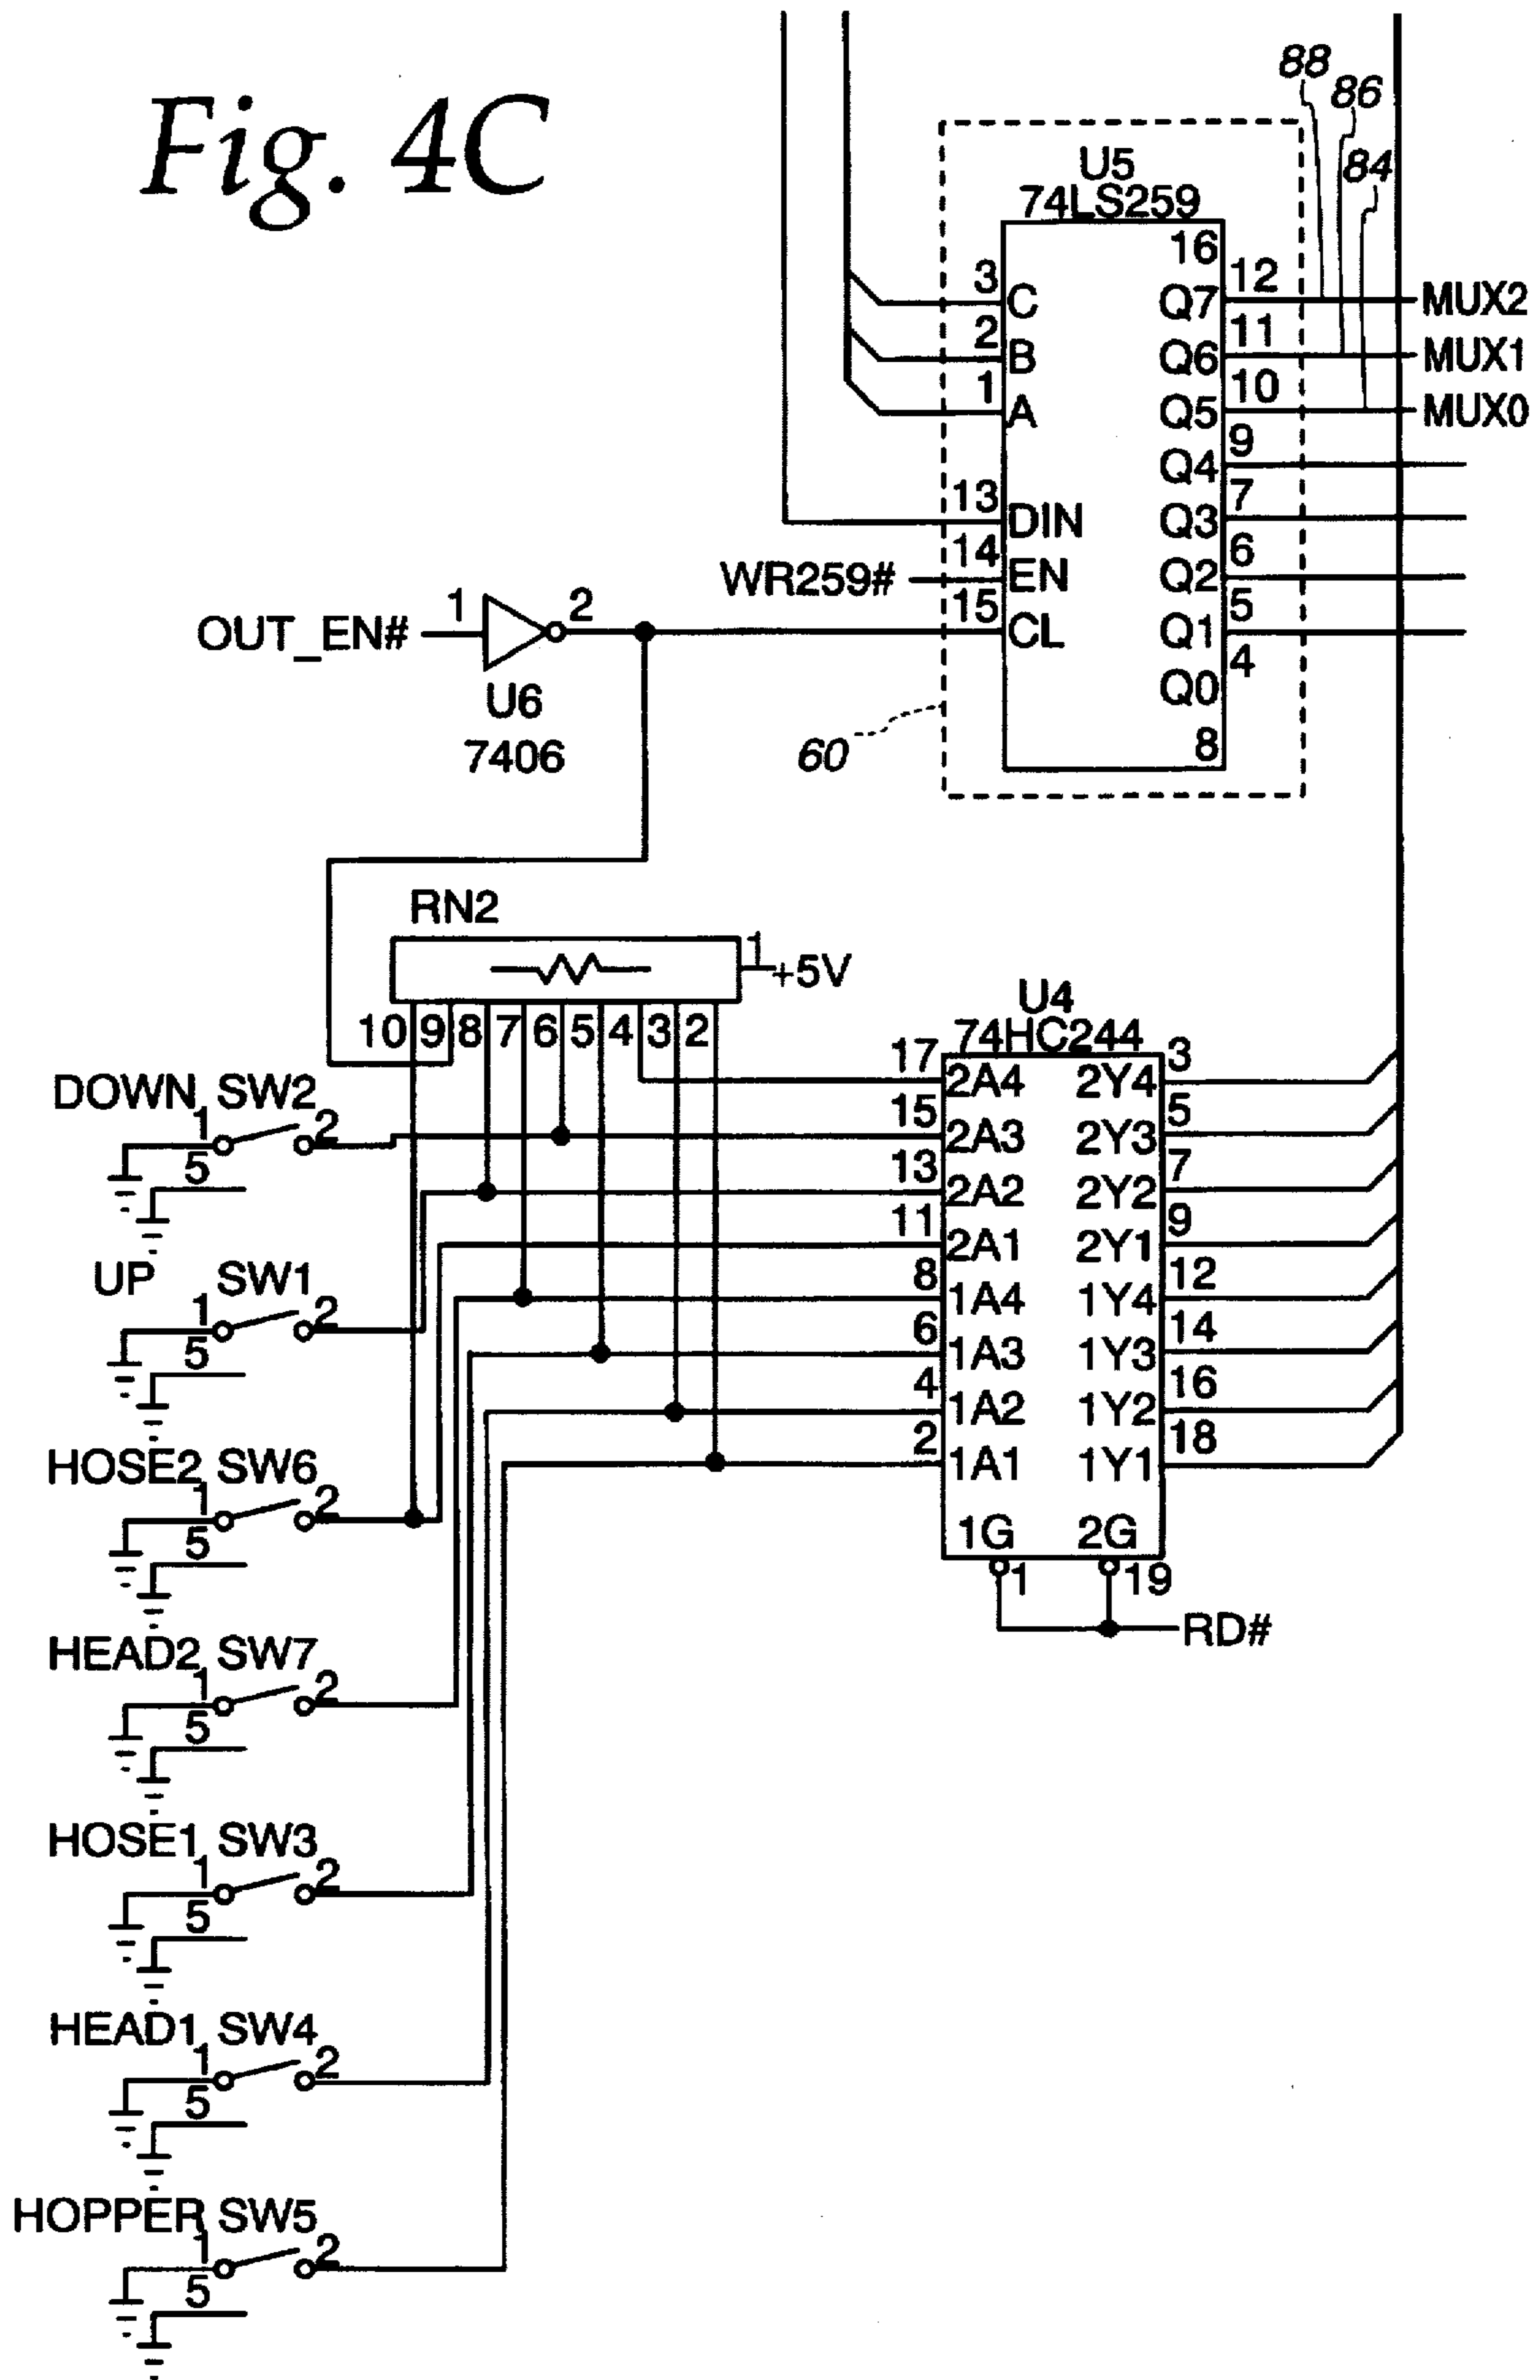 Fig. 4C
88
86
84
U5
74LS259
16
3 C Q7 12 MUX2
2 B Q6 11 MUX1
1 A Q5 10 MUX0
Q4 9
13 DIN Q3 7
WR259# 14 EN Q2 6
OUT_EN# 1 2 15 CL Q1 5
Q0 4
U6
7406
60
8
RN2
1 +5V
10 9 8 7 6 5 4 3 2
U4
74HC244
17 2A4 2Y4 3
15 2A3 2Y3 5
13 2A2 2Y2 7
11 2A1 2Y1 9
8 1A4 1Y4 12
6 1A3 1Y3 14
4 1A2 1Y2 16
2 1A1 1Y1 18
1G 2G
1 19
RD#
DOWN SW2
1 2
5
UP SW1
1 2
5
HOSE2 SW6
1 2
5
HEAD2 SW7
1 2
5
HOSE1 SW3
1 2
5
HEAD1 SW4
1 2
5
HOPPER SW5
1 2
5